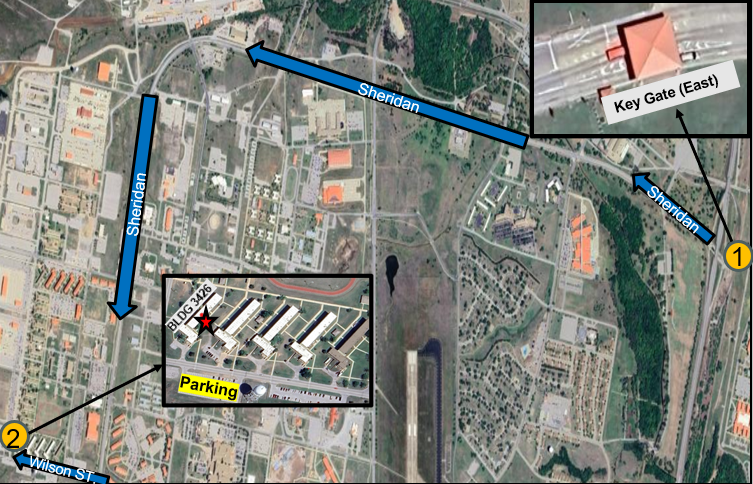 Key Gate (East)
Sheridan
Sheridan
1
Sheridan
BLDG 3426
Parking
2
Wilson ST.